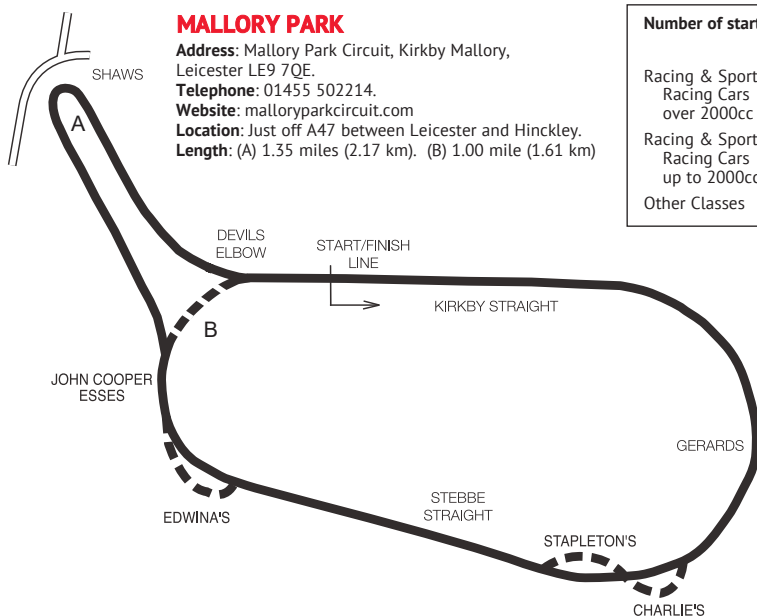 MALLORY PARK
Address: Mallory Park Circuit, Kirkby Mallory,
Leicester LE9 7QE.
Telephone: 01455 502214.
Website: malloryparkcircuit.com
Location: Just off A47 between Leicester and Hinckley.
Length: (A) 1.35 miles (2.17 km). (B) 1.00 mile (1.61 km)
Number of start
Racing & Sport
Racing Cars
over 2000cc
Racing & Sport
Racing Cars
up to 2000cc
Other Classes
SHAWS
A
DEVILS
ELBOW
START/FINISH
LINE
KIRKBY STRAIGHT
B
JOHN COOPER
ESSES
GERARDS
EDWINA'S
STEBBE
STRAIGHT
STAPLETON'S
CHARLIE'S